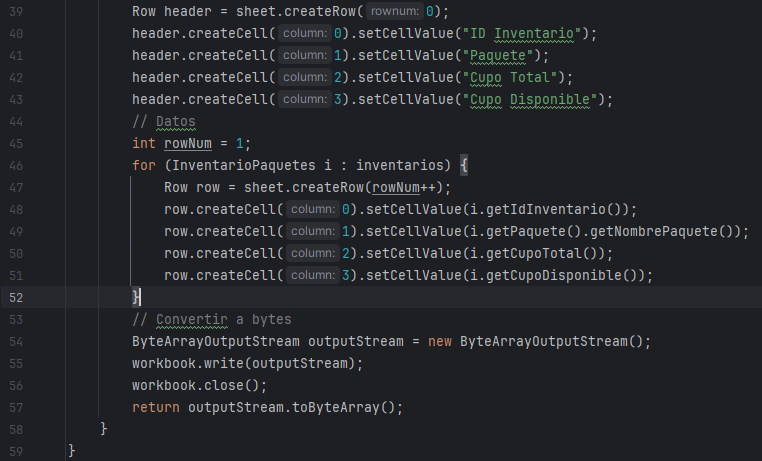 39 Row header = sheet.createRow( rownum: 0);
40 header.createCell( column: 0).setCellValue("ID Inventario");
41 header.createCell( column: 1).setCellValue("Paquete");
42 header.createCell( column: 2).setCellValue("Cupo Total");
43 header.createCell( column: 3).setCellValue("Cupo Disponible");
44 // Datos
45 int rowNum = 1;
46 for (InventarioPaquetes i : inventarios) {
47 Row row = sheet.createRow(rowNum++);
48 row.createCell( column: 0).setCellValue(i.getIdInventario());
49 row.createCell( column: 1).setCellValue(i.getPaquete().getNombrePaquete());
50 row.createCell( column: 2).setCellValue(i.getCupoTotal());
51 row.createCell( column: 3).setCellValue(i.getCupoDisponible());
52 }
53 // Convertir a bytes
54 ByteArrayOutputStream outputStream = new ByteArrayOutputStream();
55 workbook.write(outputStream);
56 workbook.close();
57 return outputStream.toByteArray();
58 }
59 }